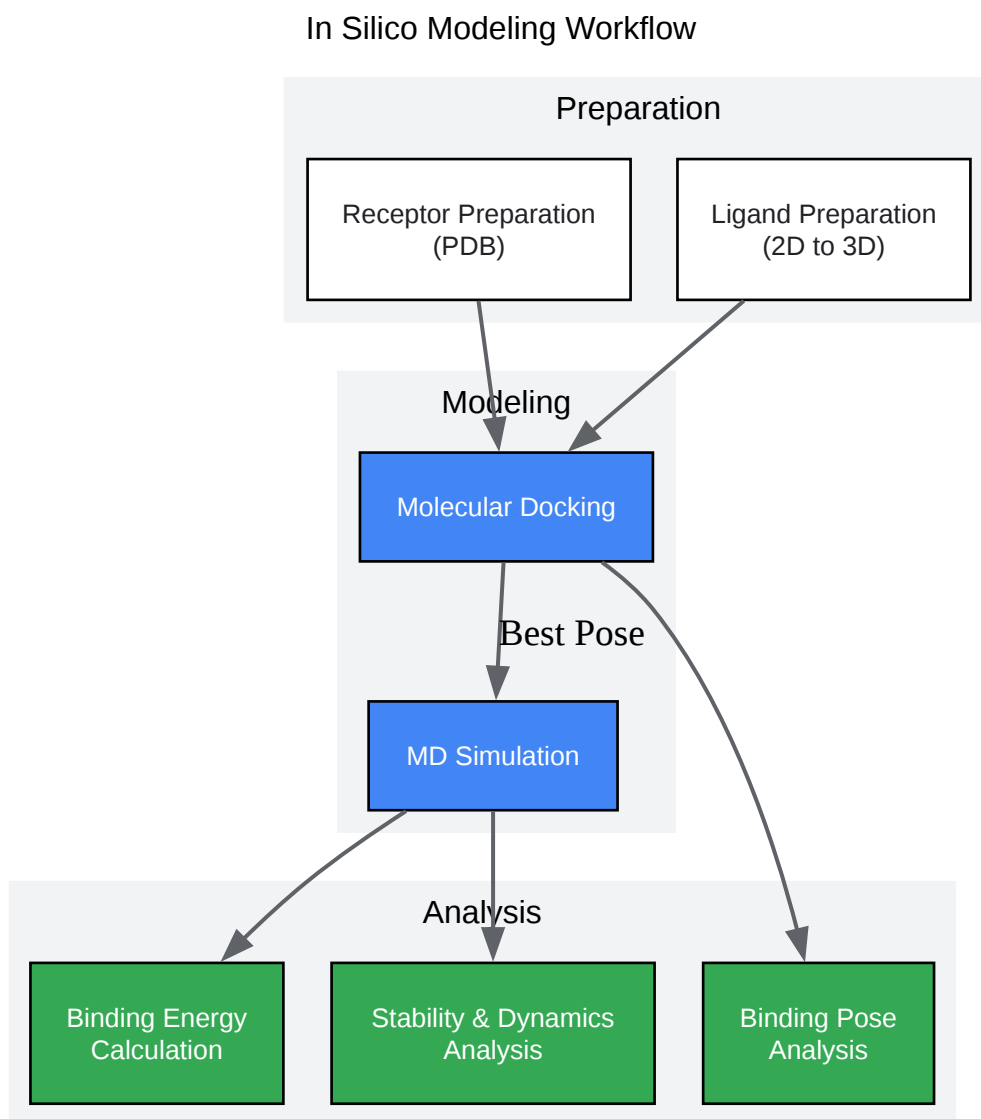 In Silico Modeling Workflow
Preparation
Receptor Preparation
(PDB)
Ligand Preparation
(2D to 3D)
Modeling
Molecular Docking
Best Pose
MD Simulation
Analysis
Binding Energy
Calculation
Stability & Dynamics
Analysis
Binding Pose
Analysis